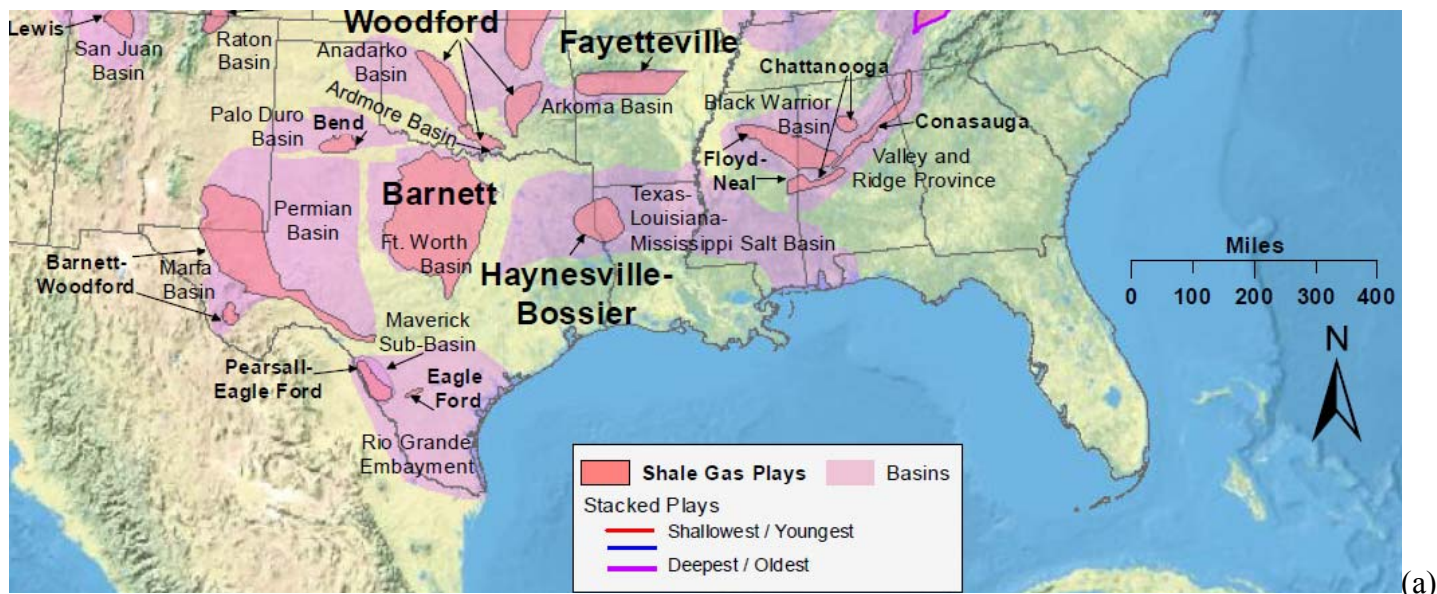 Lewis
San Juan
Basin
Raton
Basin
Woodford
Anadarko
Basin
Fayetteville
Arkoma Basin
Ardmore Basin
Palo Duro
Basin
Bend
Chattanooga
Black Warrior
Basin
Conasauga
Floyd-
Neal
Valley and
Ridge Province
Barnett
Ft. Worth
Basin
Permian
Basin
Barnett-
Woodford
Marfa
Basin
Texas-
Louisiana-
Mississippi Salt Basin
Haynesville-
Bossier
Miles
0 100 200 300 400
N
Maverick
Sub-Basin
Pearsall-
Eagle Ford
Eagle
Ford
Rio Grande
Embayment
Shale Gas Plays
Basins
Stacked Plays
Shallowest / Youngest
Deepest / Oldest
(a)